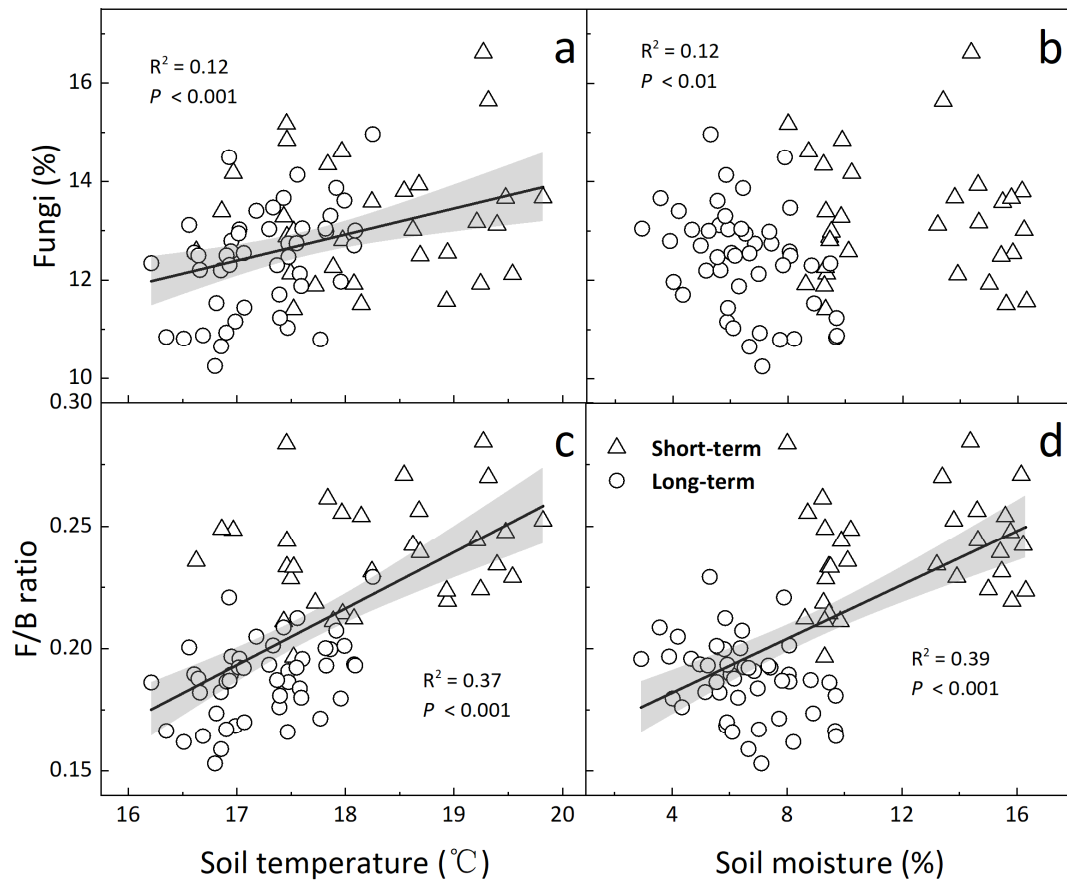 a
R² = 0.12
P < 0.001
b
R² = 0.12
P < 0.01
Fungi (%)
16
14
12
10
0.30
c
R² = 0.37
P < 0.001
d
Short-term
Long-term
R² = 0.39
P < 0.001
F/B ratio
0.25
0.20
0.15
16 17 18 19 20
4 8 12 16
Soil temperature (℃)
Soil moisture (%)